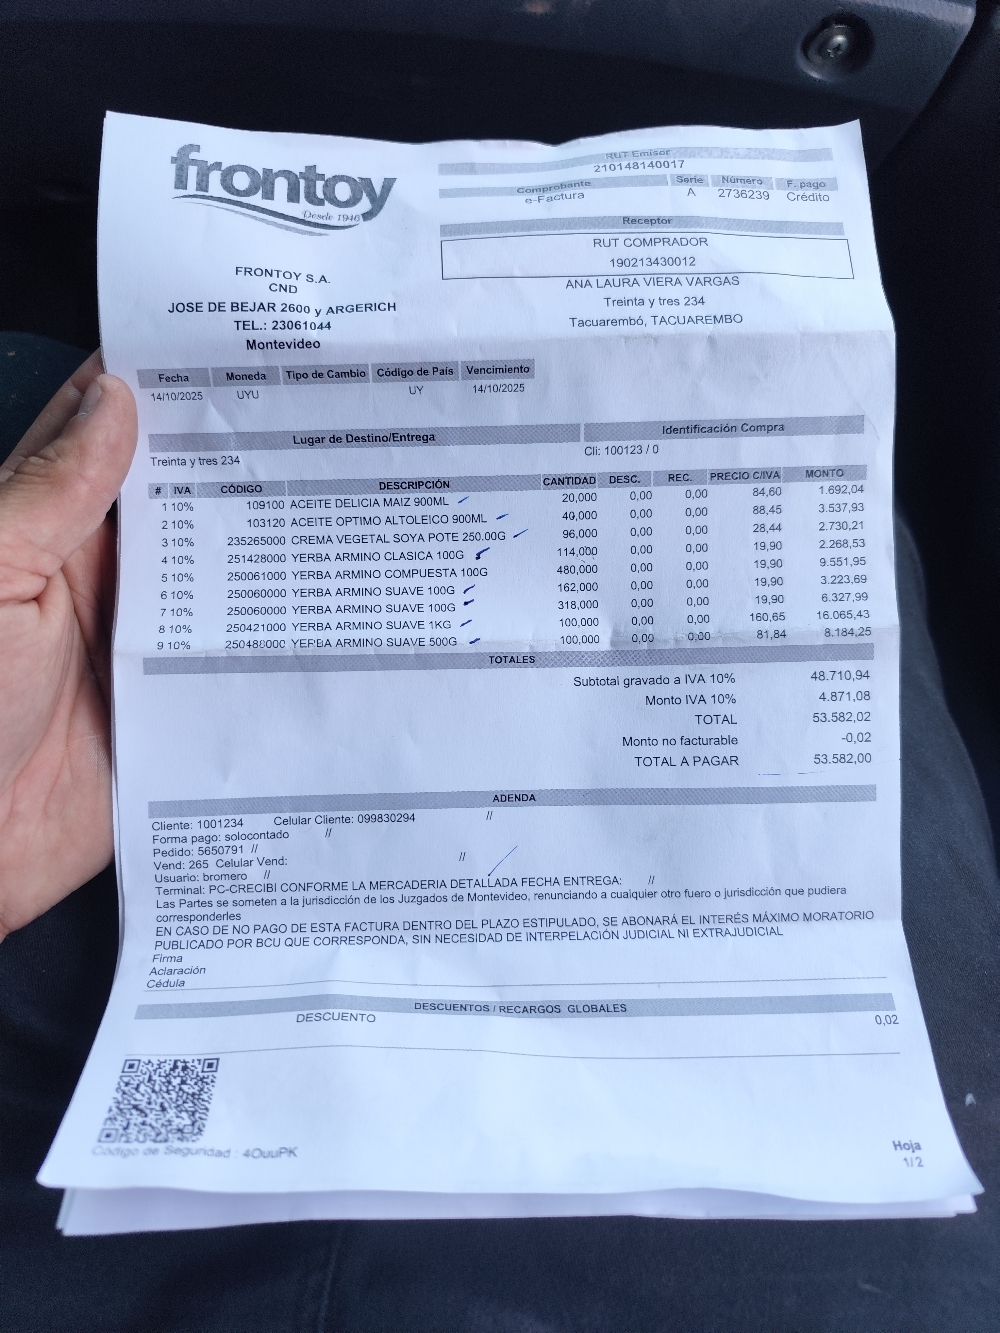 frontoy
Desde 1940
FRONTOY S.A.
CND
JOSE DE BEJAR 2600 y ARGERICH
TEL.: 23061044
Montevideo
RUT Emisor
210148140017
Comprobante Serie Número F. pago
e-Factura A 2736239 Crédito
Receptor
RUT COMPRADOR
190213430012
ANA LAURA VIERA VARGAS
Treinta y tres 234
Tacuarembó, TACUAREMBO
Fecha Moneda Tipo de Cambio Código de País Vencimiento
14/10/2025 UYU UY 14/10/2025
Lugar de Destino/Entrega Identificación Compra
Treinta y tres 234 Cli: 100123 / 0
# IVA CÓDIGO DESCRIPCIÓN CANTIDAD DESC. REC. PRECIO C/IVA MONTO
1 10% 109100 ACEITE DELICIA MAIZ 900ML 20,000 0,00 0,00 84,60 1.692,04
2 10% 103120 ACEITE OPTIMO ALTOLEICO 900ML 40,000 0,00 0,00 88,45 3.537,93
3 10% 235265000 CREMA VEGETAL SOYA POTE 250.00G 96,000 0,00 0,00 28,44 2.730,21
4 10% 251428000 YERBA ARMINO CLASICA 100G 114,000 0,00 0,00 19,90 2.268,53
5 10% 250061000 YERBA ARMINO COMPUESTA 100G 480,000 0,00 0,00 19,90 9.551,95
6 10% 250060000 YERBA ARMINO SUAVE 100G 162,000 0,00 0,00 19,90 3.223,69
7 10% 250060000 YERBA ARMINO SUAVE 100G 318,000 0,00 0,00 19,90 6.327,99
8 10% 250421000 YERBA ARMINO SUAVE 1KG 100,000 0,00 0,00 160,65 16.065,43
9 10% 250488000 YERBA ARMINO SUAVE 500G 100,000 0,00 0,00 81,84 8.184,25
TOTALES
Subtotal gravado a IVA 10% 48.710,94
Monto IVA 10% 4.871,08
TOTAL 53.582,02
Monto no facturable -0,02
TOTAL A PAGAR 53.582,00
ADENDA
Cliente: 1001234 Celular Cliente: 099830294 //
Forma pago: solocontado //
Pedido: 5650791 //
Vend: 265 Celular Vend: //
Usuario: bromero //
Terminal: PC-CRECIBI CONFORME LA MERCADERIA DETALLADA FECHA ENTREGA: //
Las Partes se someten a la jurisdicción de los Juzgados de Montevideo, renunciando a cualquier otro fuero o jurisdicción que pudiera
corresponderles
EN CASO DE NO PAGO DE ESTA FACTURA DENTRO DEL PLAZO ESTIPULADO, SE ABONARÁ EL INTERÉS MÁXIMO MORATORIO
PUBLICADO POR BCU QUE CORRESPONDA, SIN NECESIDAD DE INTERPELACIÓN JUDICIAL NI EXTRAJUDICIAL
Firma
Aclaración
Cédula
DESCUENTOS / RECARGOS GLOBALES
DESCUENTO 0,02
Código de Seguridad : 4OuuPK
Hoja
1/2